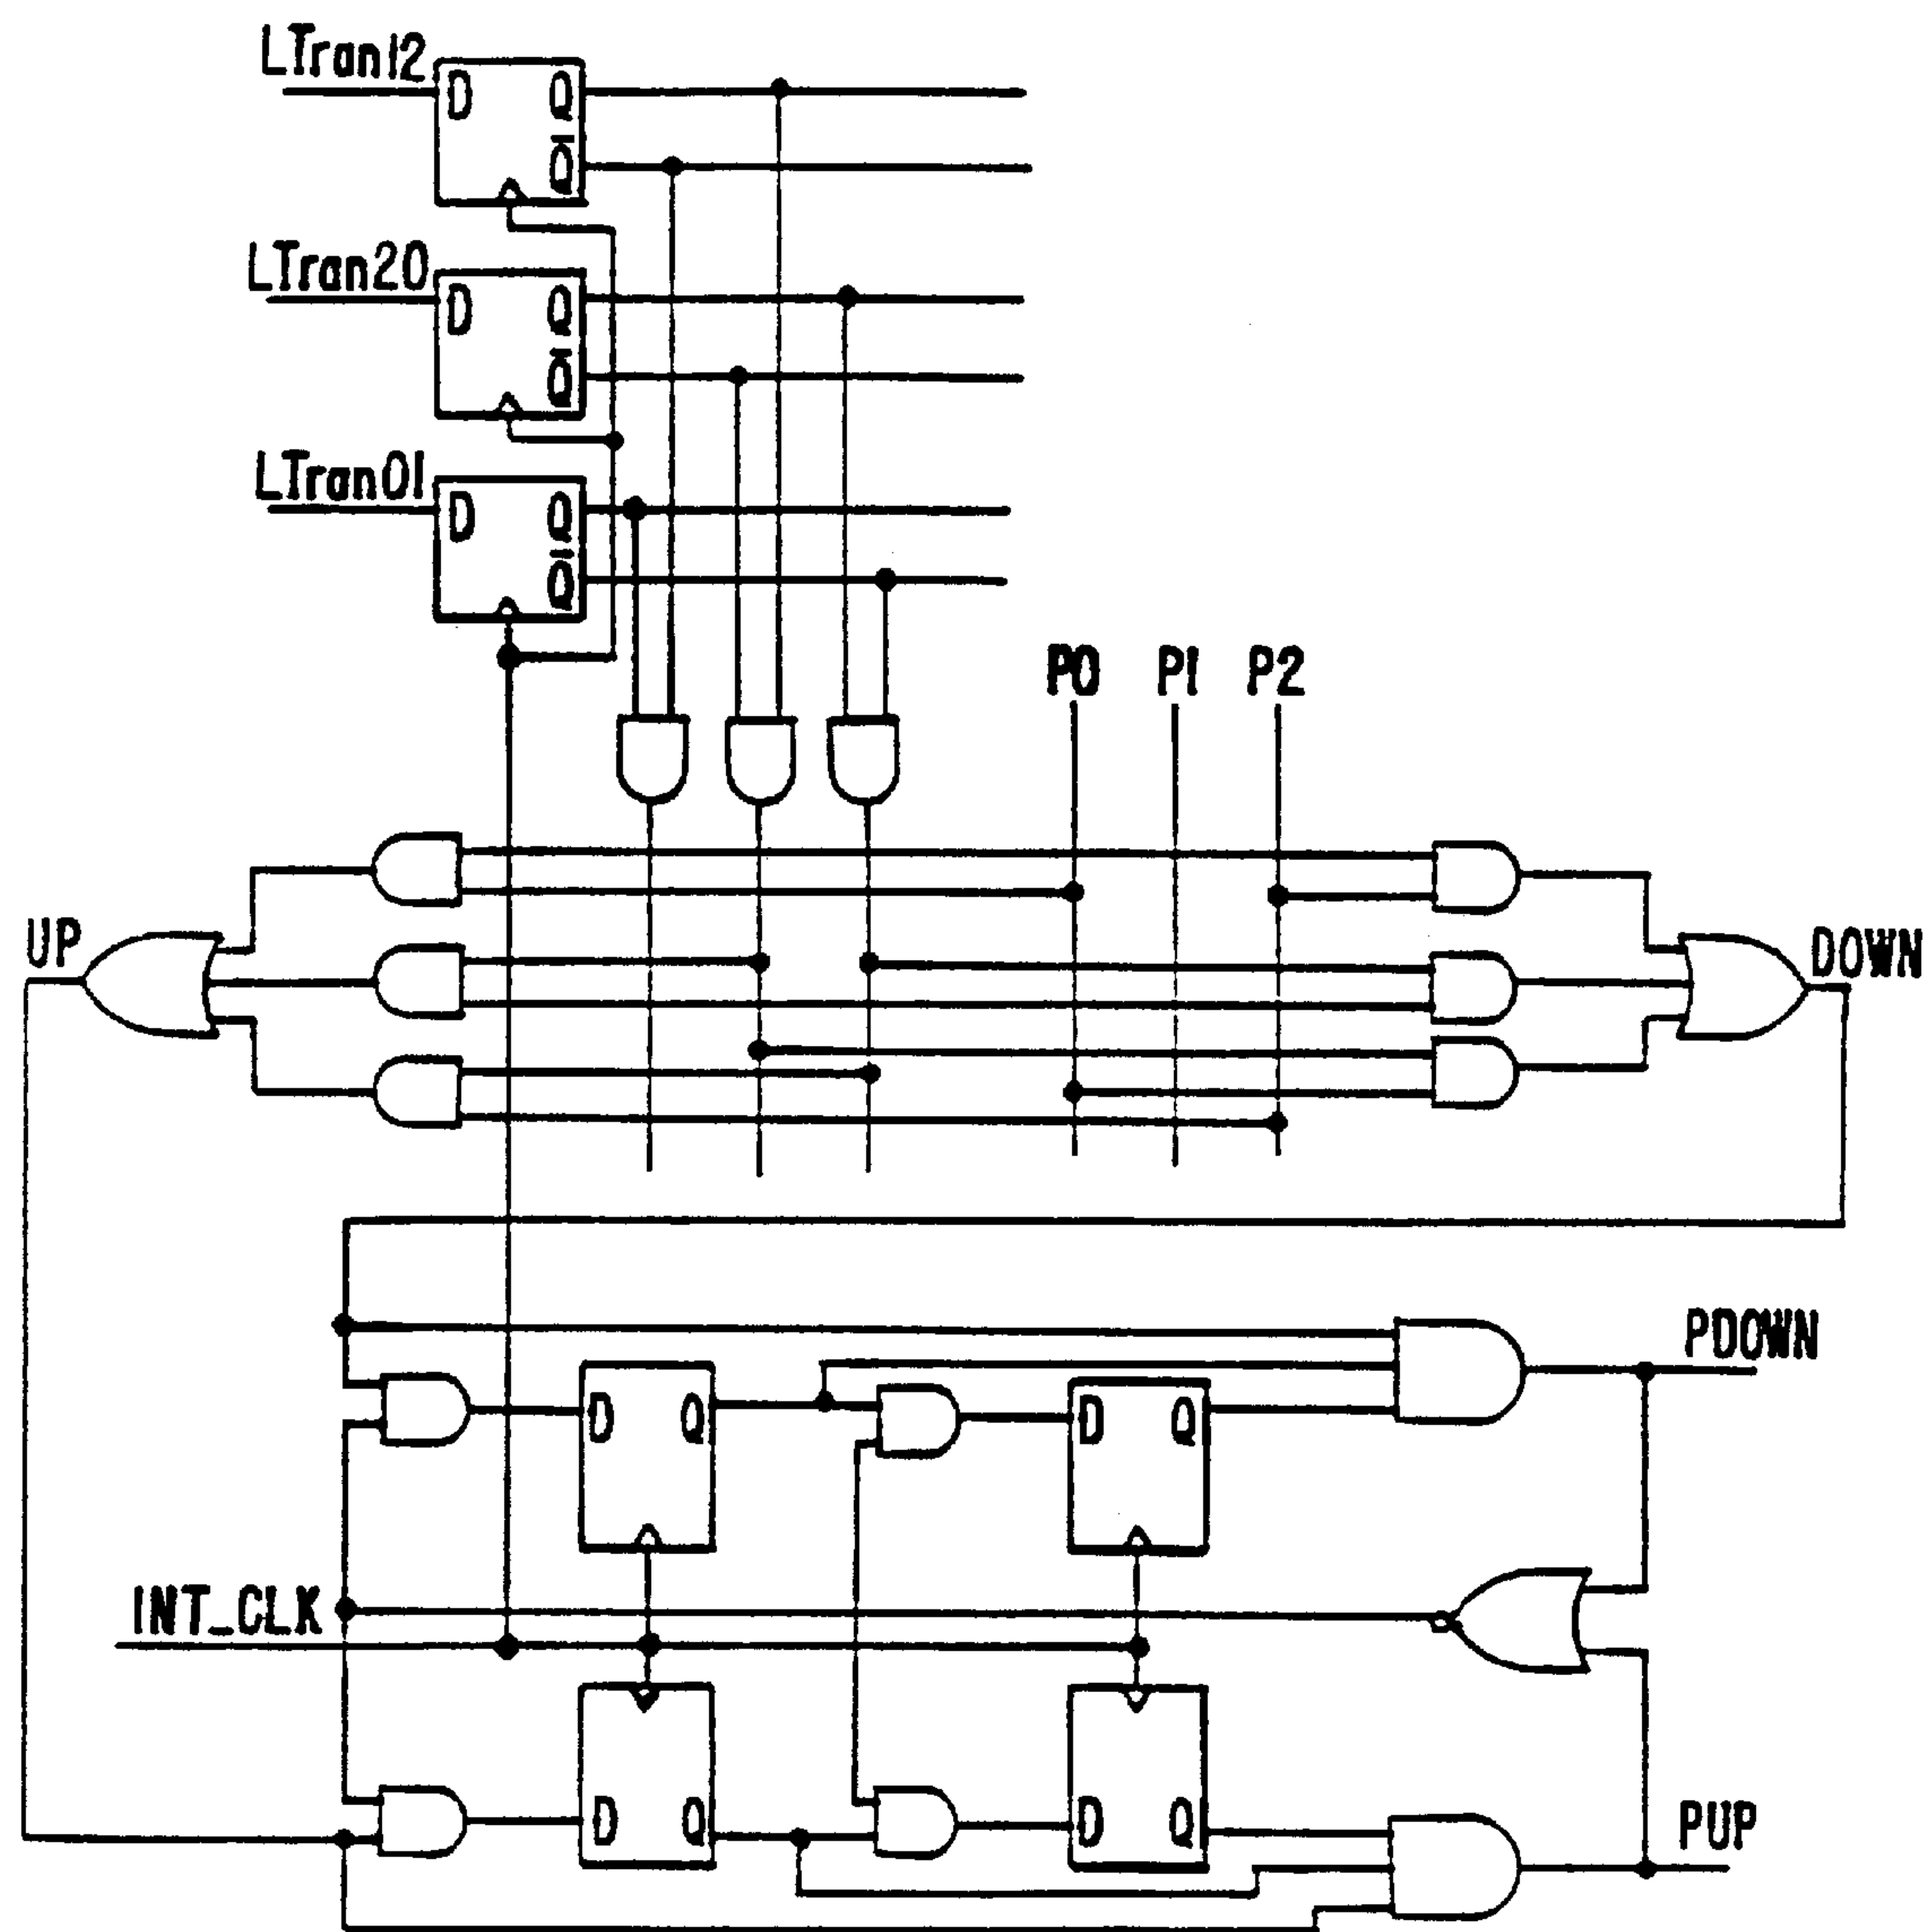 LTran12
D Q
Q̅
LTran20
D Q
Q̅
LTran01
D Q
Q̅
P0 P1 P2
UP
DOWN
PDOWN
D Q
D Q
INT_CLK
D Q
D Q
PUP